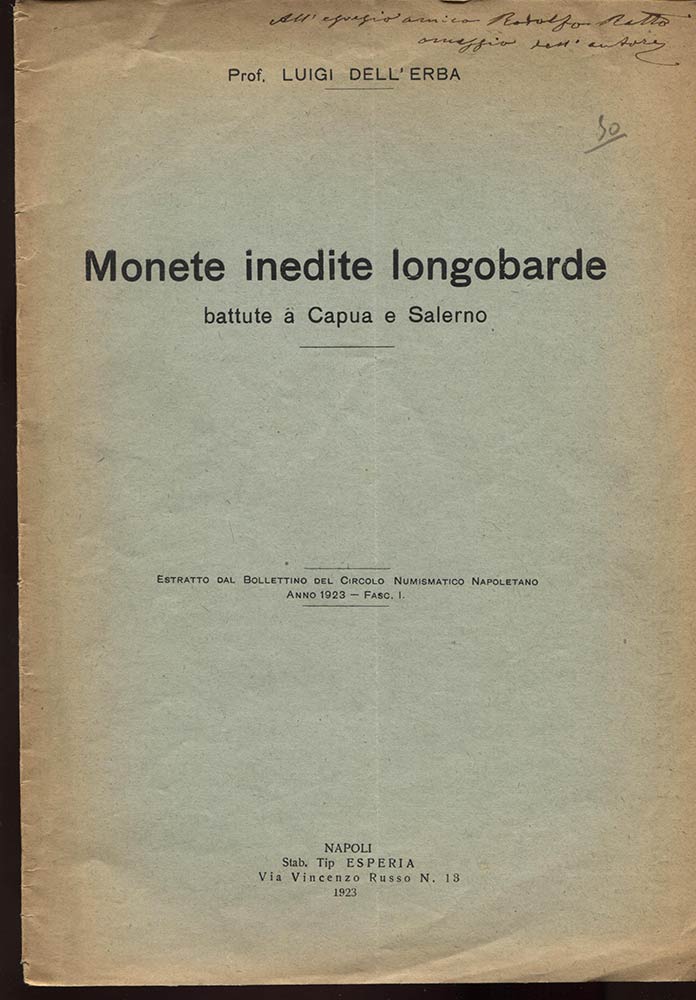 All'egregio amico Rodolfo Ratto
omaggio dell'autore
Prof. LUIGI DELL'ERBA
50
Monete inedite longobarde
battute à Capua e Salerno
ESTRATTO DAL BOLLETTINO DEL CIRCOLO NUMISMATICO NAPOLETANO
ANNO 1923 — FASC. I.
NAPOLI
Stab. Tip ESPERIA
Via Vincenzo Russo N. 13
1923